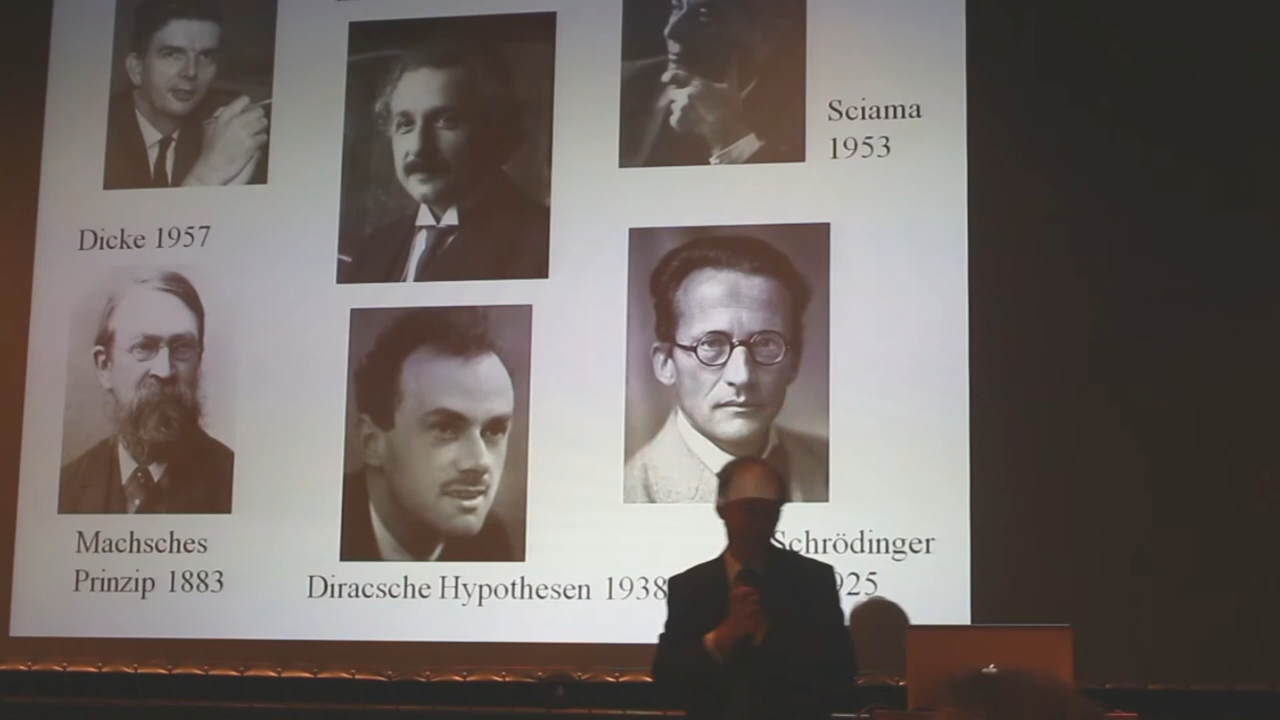 Sciama
1953
Dicke 1957
Machsches
Prinzip 1883
Diracsche Hypothesen 1938
Schrödinger